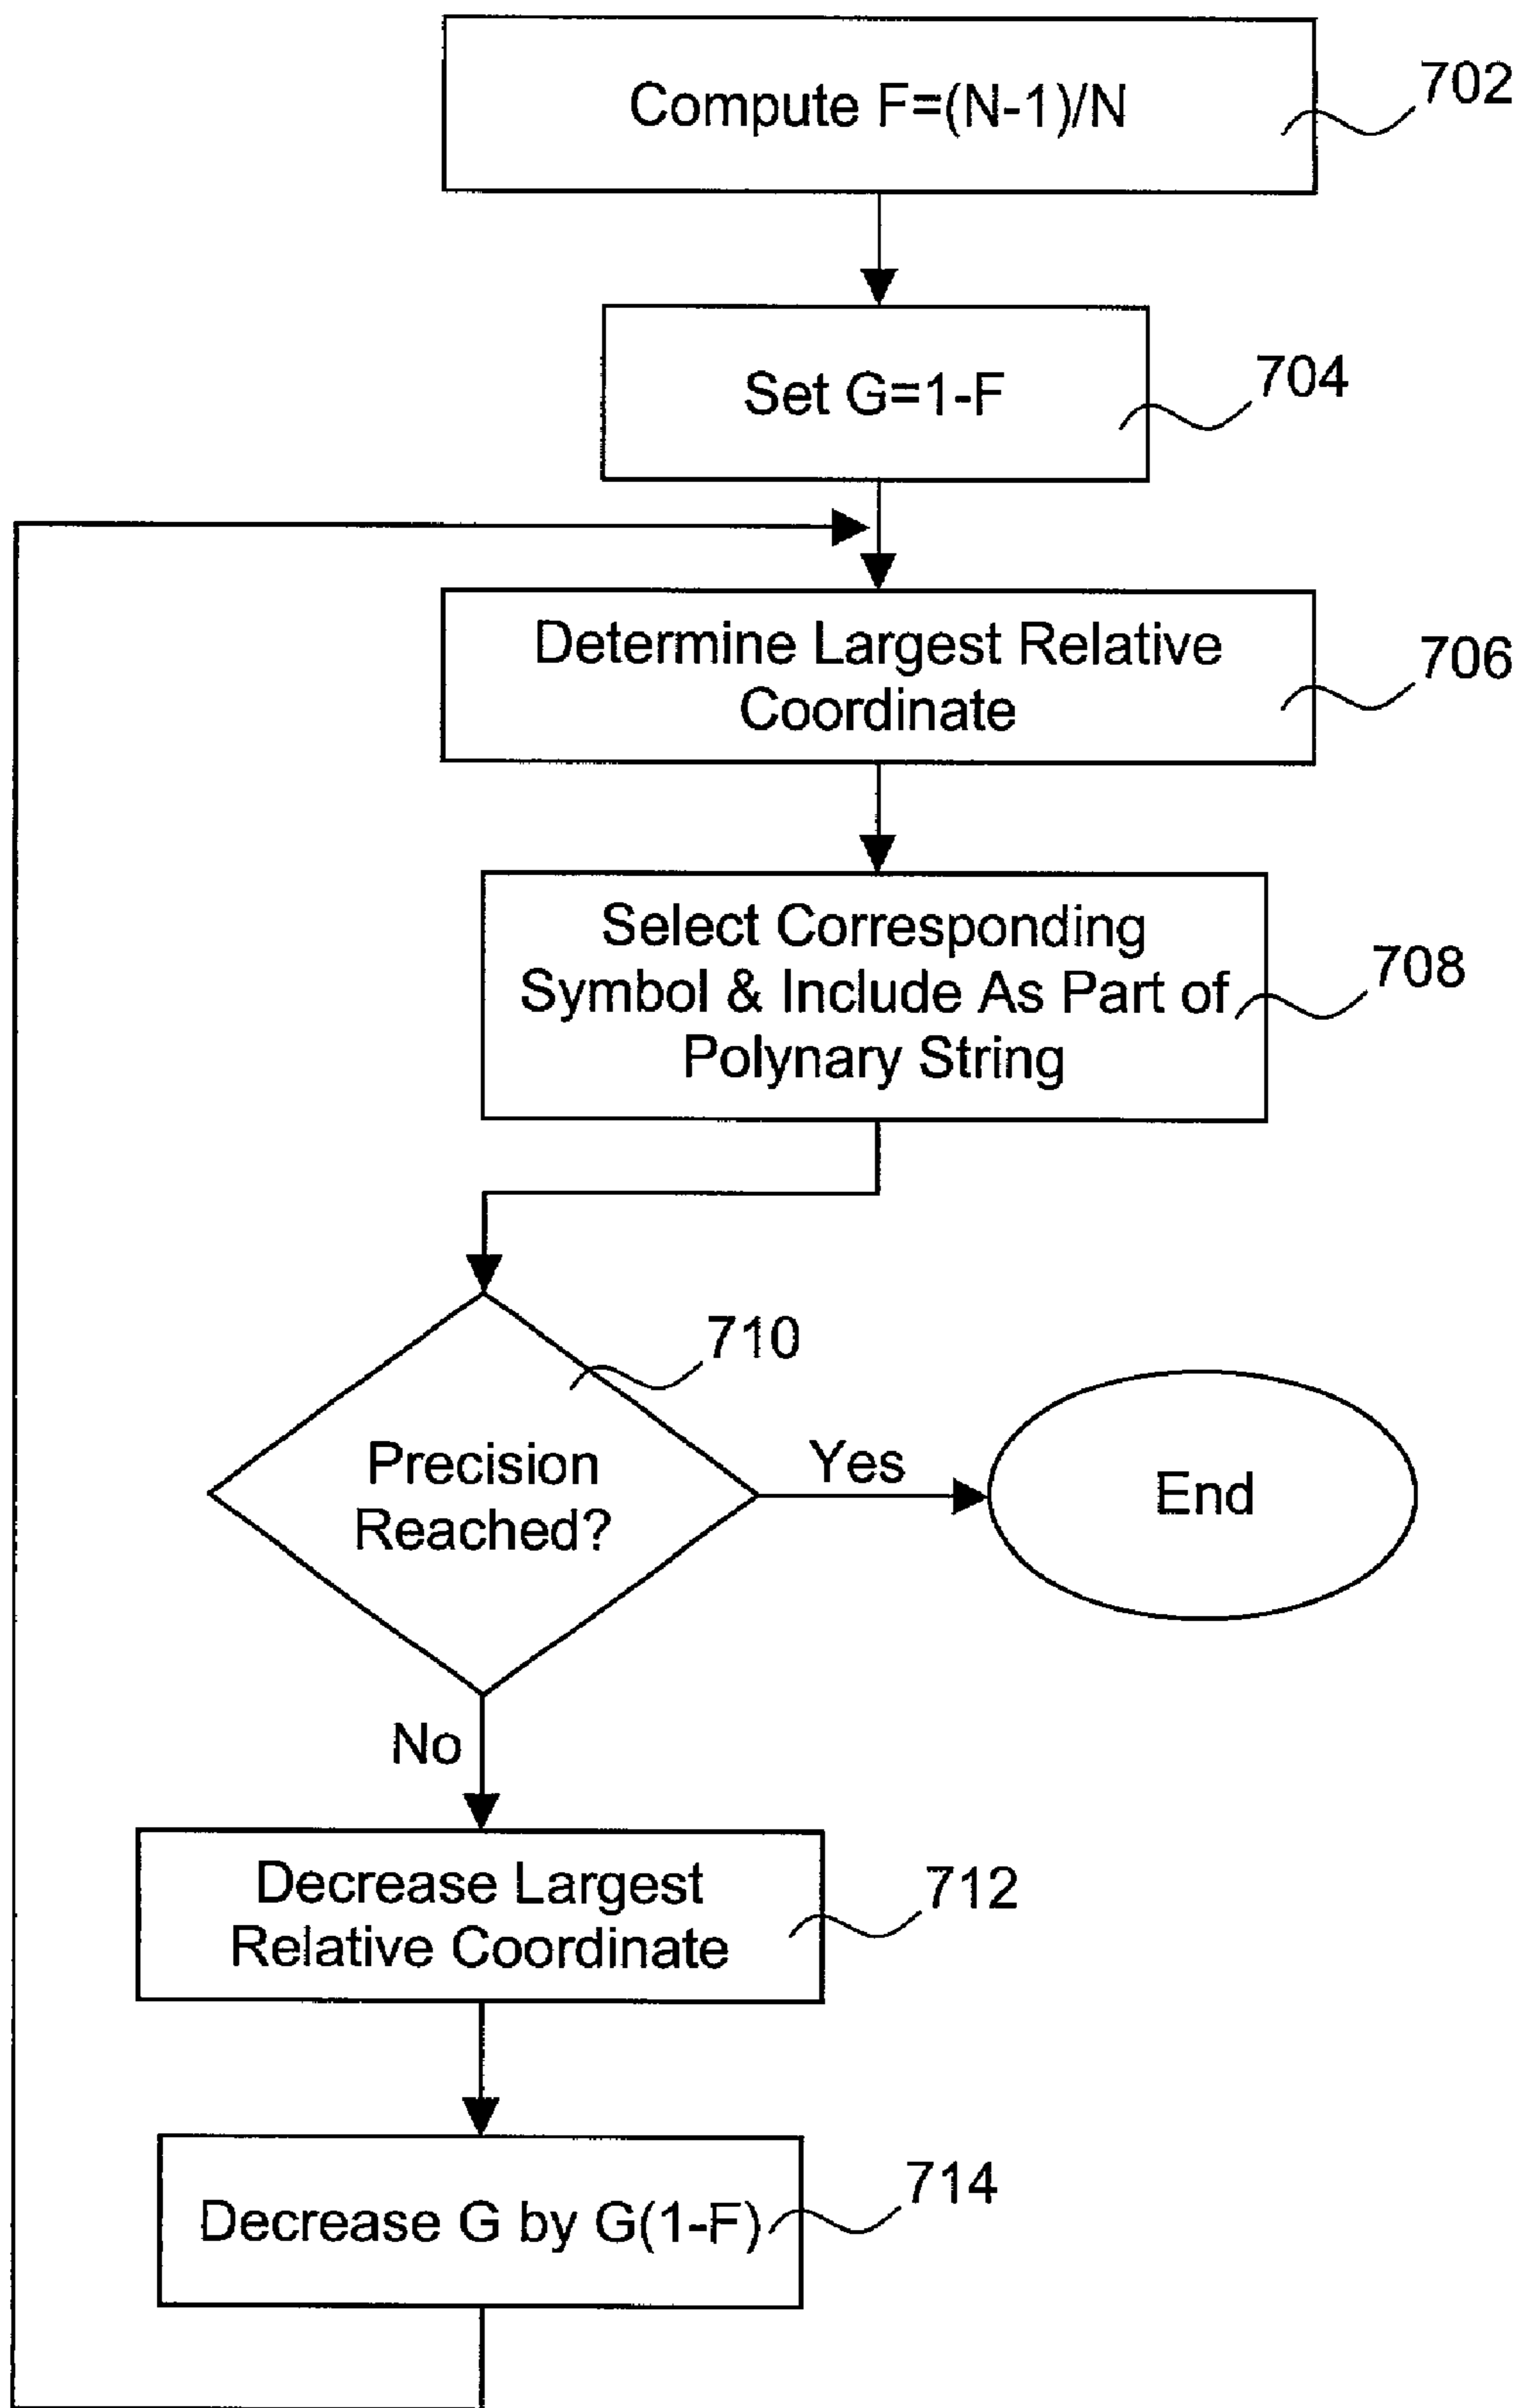 Compute F=(N-1)/N
702
Set G=1-F
704
Determine Largest Relative
Coordinate
706
Select Corresponding
Symbol & Include As Part of
Polynary String
708
710
Precision
Reached?
Yes
End
No
Decrease Largest
Relative Coordinate
712
Decrease G by G(1-F)
714